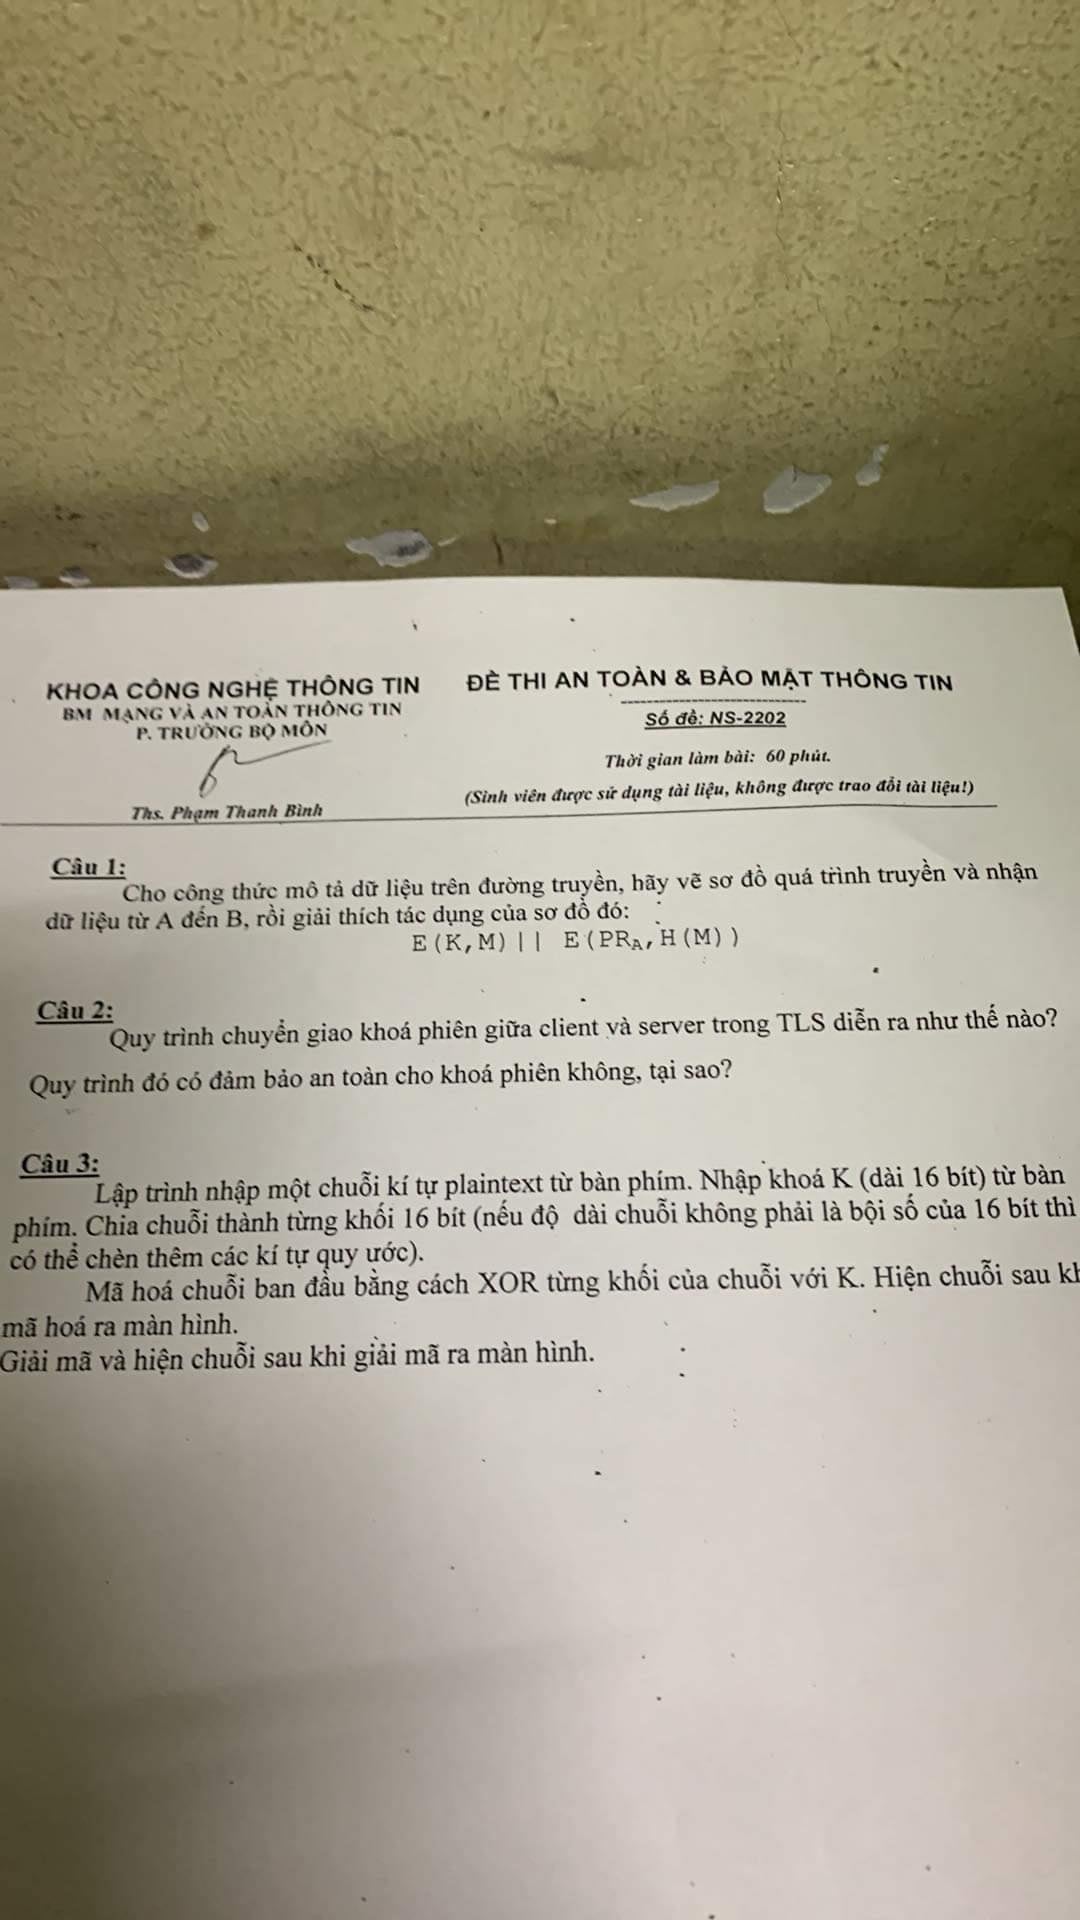 KHOA CÔNG NGHỆ THÔNG TIN
BM MẠNG VÀ AN TOÀN THÔNG TIN
P. TRƯỞNG BỘ MÔN
Ths. Phạm Thanh Bình
ĐỀ THI AN TOÀN & BẢO MẬT THÔNG TIN
Số đề: NS-2202
Thời gian làm bài: 60 phút.
(Sinh viên được sử dụng tài liệu, không được trao đổi tài liệu!)
Câu 1:
Cho công thức mô tả dữ liệu trên đường truyền, hãy vẽ sơ đồ quá trình truyền và nhận
dữ liệu từ A đến B, rồi giải thích tác dụng của sơ đồ đó:
E(K,M)|| E(PRA,H(M))
Câu 2:
Quy trình chuyển giao khoá phiên giữa client và server trong TLS diễn ra như thế nào?
Quy trình đó có đảm bảo an toàn cho khoá phiên không, tại sao?
Câu 3:
Lập trình nhập một chuỗi kí tự plaintext từ bàn phím. Nhập khoá K (dài 16 bít) từ bàn
phím. Chia chuỗi thành từng khối 16 bít (nếu độ dài chuỗi không phải là bội số của 16 bít thì
có thể chèn thêm các kí tự quy ước).
Mã hoá chuỗi ban đầu bằng cách XOR từng khối của chuỗi với K. Hiện chuỗi sau kh
mã hoá ra màn hình.
Giải mã và hiện chuỗi sau khi giải mã ra màn hình.